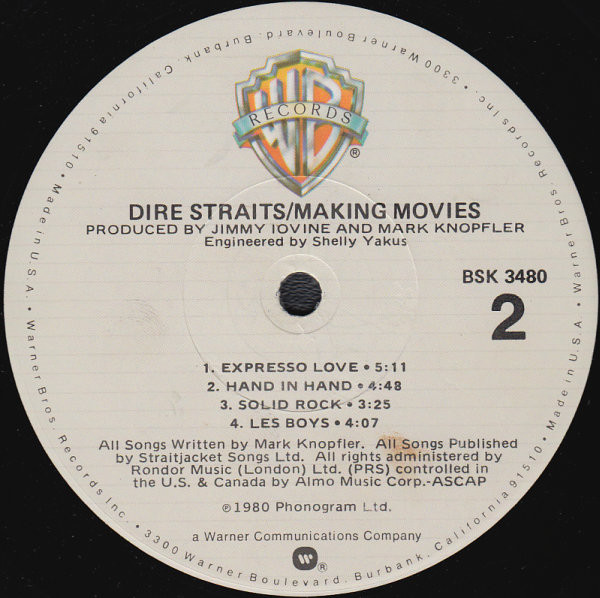 WB
RECORDS
®
DIRE STRAITS/MAKING MOVIES
PRODUCED BY JIMMY IOVINE AND MARK KNOPFLER
Engineered by Shelly Yakus
BSK 3480
2
1. EXPRESSO LOVE • 5:11
2. HAND IN HAND • 4:48
3. SOLID ROCK • 3:25
4. LES BOYS • 4:07
All Songs Written by Mark Knopfler. All Songs Published
by Straitjacket Songs Ltd. All rights administered by
Rondor Music (London) Ltd. (PRS) controlled in
the U.S. & Canada by Almo Music Corp.-ASCAP
℗1980 Phonogram Ltd.
a Warner Communications Company
®
Warner Bros. Records Inc. • 3300 Warner Boulevard, Burbank, California 91510 • Made in U.S.A. • Warner Bros. Records Inc. • 3300 Warner Boulevard, Burbank, California 91510 • Made in U.S.A. •